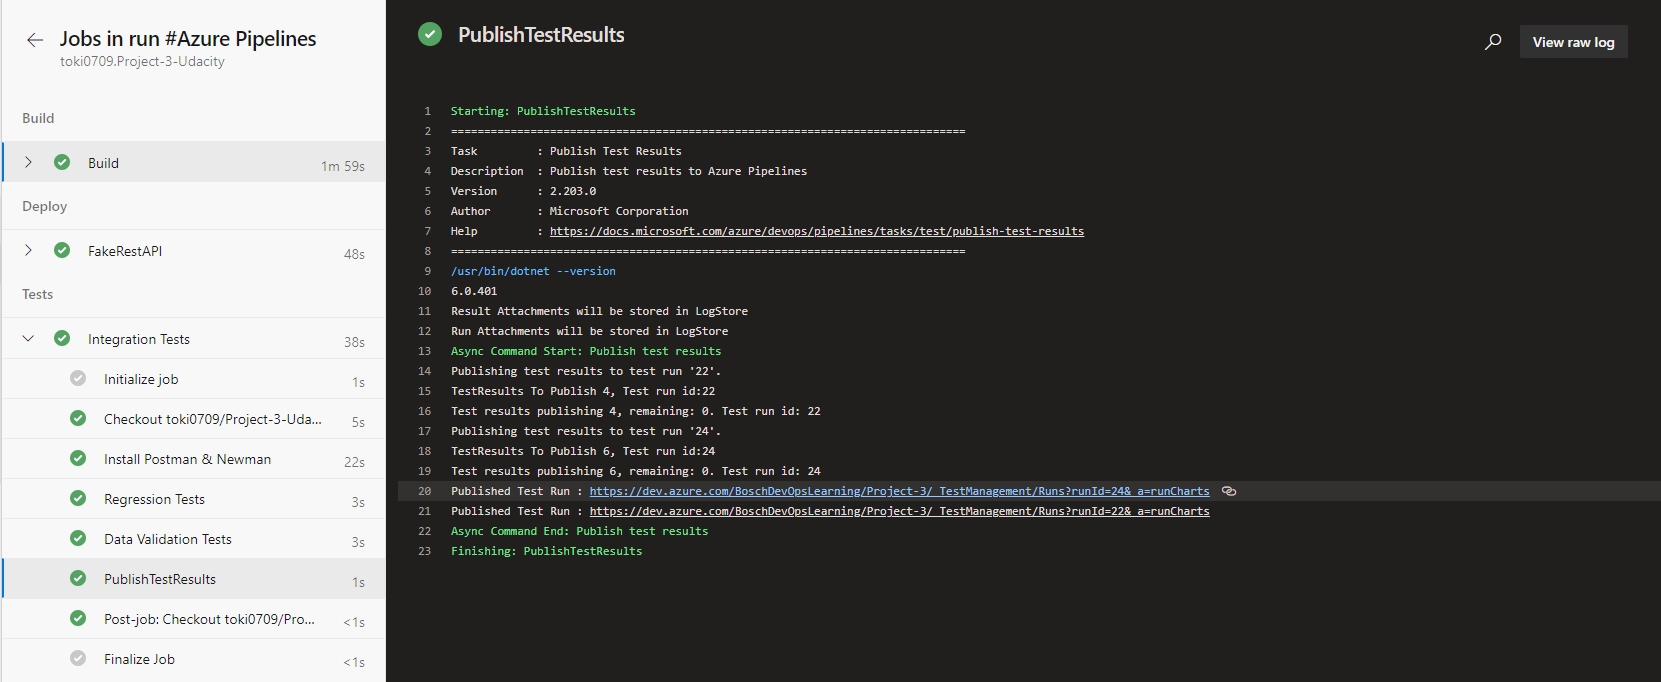 Jobs in run #Azure Pipelines
toki0709.Project-3-Udacity
Build
Build 1m 59s
Deploy
FakeRestAPI 48s
Tests
Integration Tests 38s
Initialize job 1s
Checkout toki0709/Project-3-Uda... 5s
Install Postman & Newman 22s
Regression Tests 3s
Data Validation Tests 3s
PublishTestResults 1s
Post-job: Checkout toki0709/Pro... <1s
Finalize Job <1s
PublishTestResults
View raw log
1 Starting: PublishTestResults
2 ==============================================================================
3 Task         : Publish Test Results
4 Description  : Publish test results to Azure Pipelines
5 Version      : 2.203.0
6 Author       : Microsoft Corporation
7 Help         : https://docs.microsoft.com/azure/devops/pipelines/tasks/test/publish-test-results
8 ==============================================================================
9 /usr/bin/dotnet --version
10 6.0.401
11 Result Attachments will be stored in LogStore
12 Run Attachments will be stored in LogStore
13 Async Command Start: Publish test results
14 Publishing test results to test run '22'.
15 TestResults To Publish 4, Test run id:22
16 Test results publishing 4, remaining: 0. Test run id: 22
17 Publishing test results to test run '24'.
18 TestResults To Publish 6, Test run id:24
19 Test results publishing 6, remaining: 0. Test run id: 24
20 Published Test Run : https://dev.azure.com/BoschDevOpsLearning/Project-3/_TestManagement/Runs?runId=24&_a=runCharts
21 Published Test Run : https://dev.azure.com/BoschDevOpsLearning/Project-3/_TestManagement/Runs?runId=22&_a=runCharts
22 Async Command End: Publish test results
23 Finishing: PublishTestResults